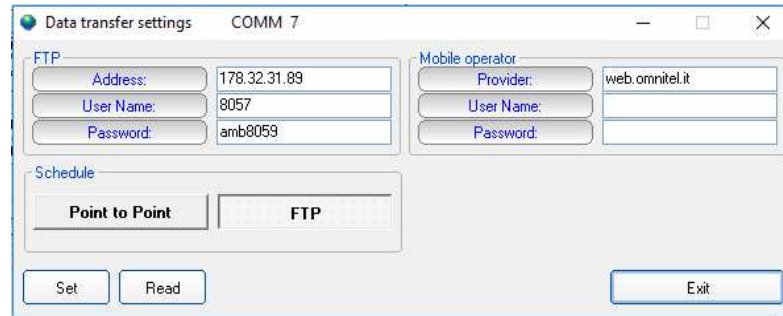 Data transfer settings COMM 7
FTP
Address: 178.32.31.89
User Name: 8057
Password: amb8059
Mobile operator
Provider: web.omnitel.it
User Name:
Password:
Schedule
Point to Point FTP
Set Read Exit